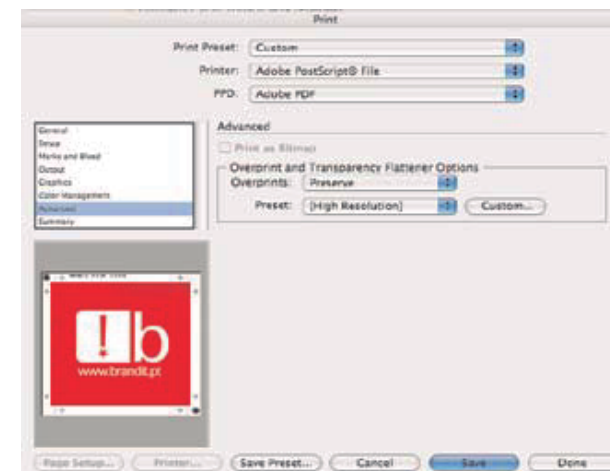 Print
Print Preset: Custom
Printer: Adobe PostScript® File
PPD: Adobe PDF
General
Setup
Marks and Bleed
Output
Graphics
Color Management
Advanced
Summary
Advanced
Print as Bitmap
Overprint and Transparency Flattener Options
Overprints: Preserve
Preset: [High Resolution] Custom...
!b
www.brandit.pt
Page Setup... Printer... Save Preset... Cancel Save Done